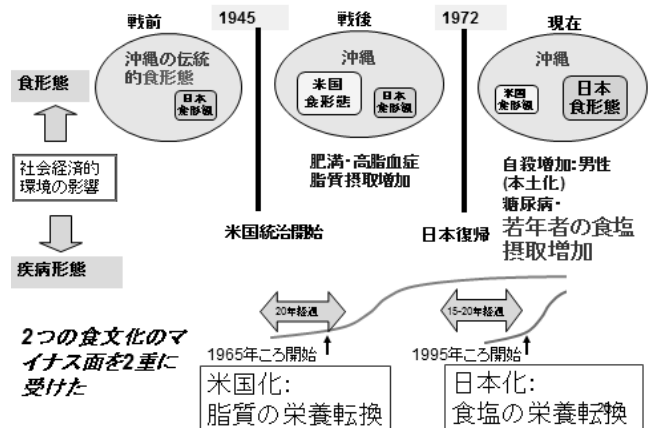 戦前
1945
戦後
1972
現在
食形態
沖縄の伝統
的食形態
日本
食形態
沖縄
米国
食形態
日本
食形態
沖縄
米国
食形態
日本
食形態
社会経済的
環境の影響
疾病形態
肥満・高脂血症
脂質摂取増加
自殺増加:男性
(本土化)
糖尿病・
若年者の食塩
摂取増加
米国統治開始
日本復帰
20年経過
15-20年経過
2つの食文化のマ
イナス面を2重に
受けた
1965年ころ開始
1995年ころ開始
米国化:
脂質の栄養転換
日本化:
食塩の栄養転換